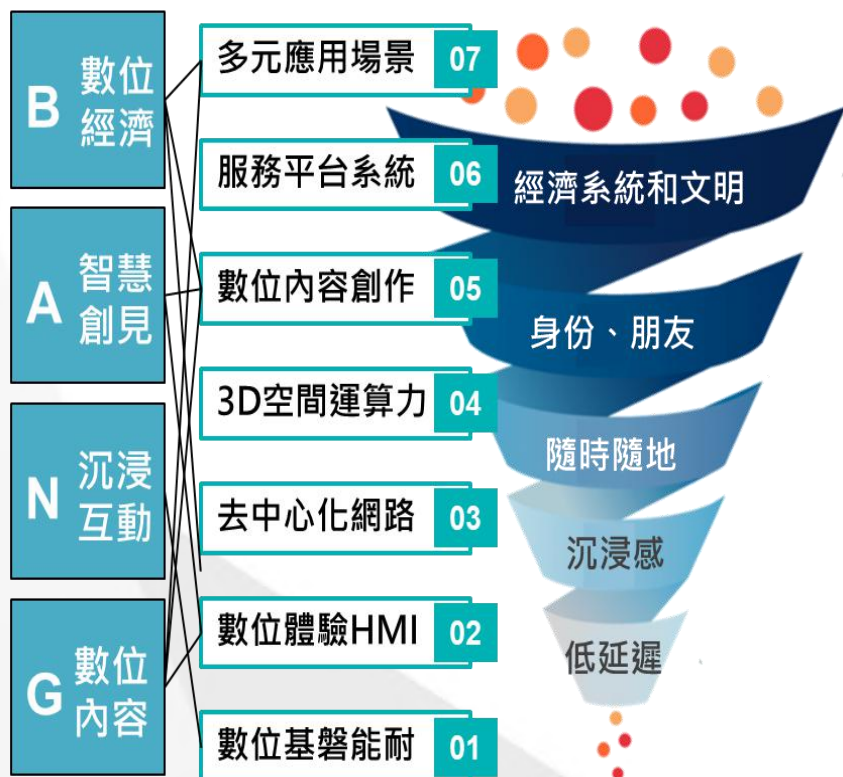 B
數位
經濟
A
智慧
創見
N
沉浸
互動
G
數位
內容
多元應用場景 07
服務平台系統 06
數位內容創作 05
3D空間運算力 04
去中心化網路 03
數位體驗HMI 02
數位基磐能耐 01
經濟系統和文明
身份、朋友
隨時隨地
沉浸感
低延遲